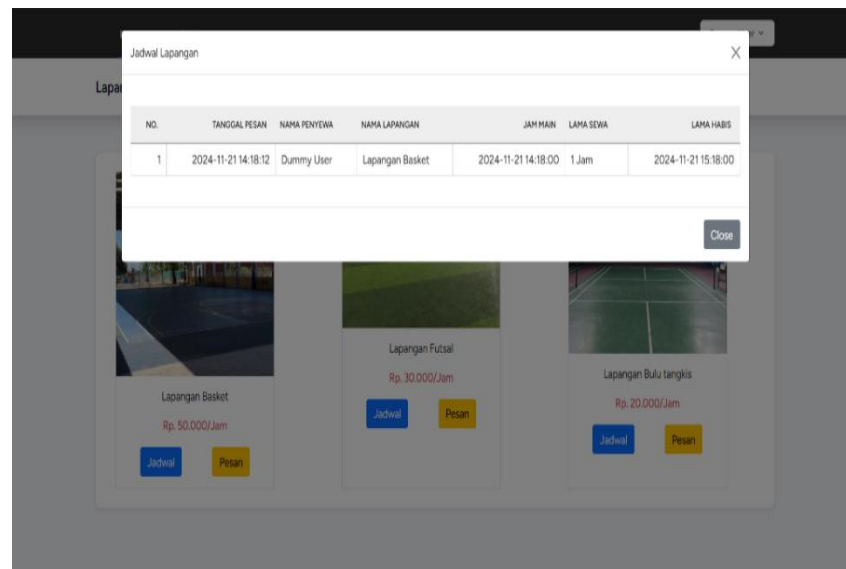 Jadwal Lapangan X
Lapan
NO. TANGGAL PESAN NAMA PENYEWA NAMA LAPANGAN JAM MAIN LAMA SEWA LAMA HABIS
1 2024-11-21 14:18:12 Dummy User Lapangan Basket 2024-11-21 14:18:00 1 Jam 2024-11-21 15:18:00
Close
Lapangan Basket
Rp. 50.000/Jam
Jadwal Pesan
Lapangan Futsal
Rp. 30.000/Jam
Jadwal Pesan
Lapangan Bulu tangkis
Rp. 20.000/Jam
Jadwal Pesan